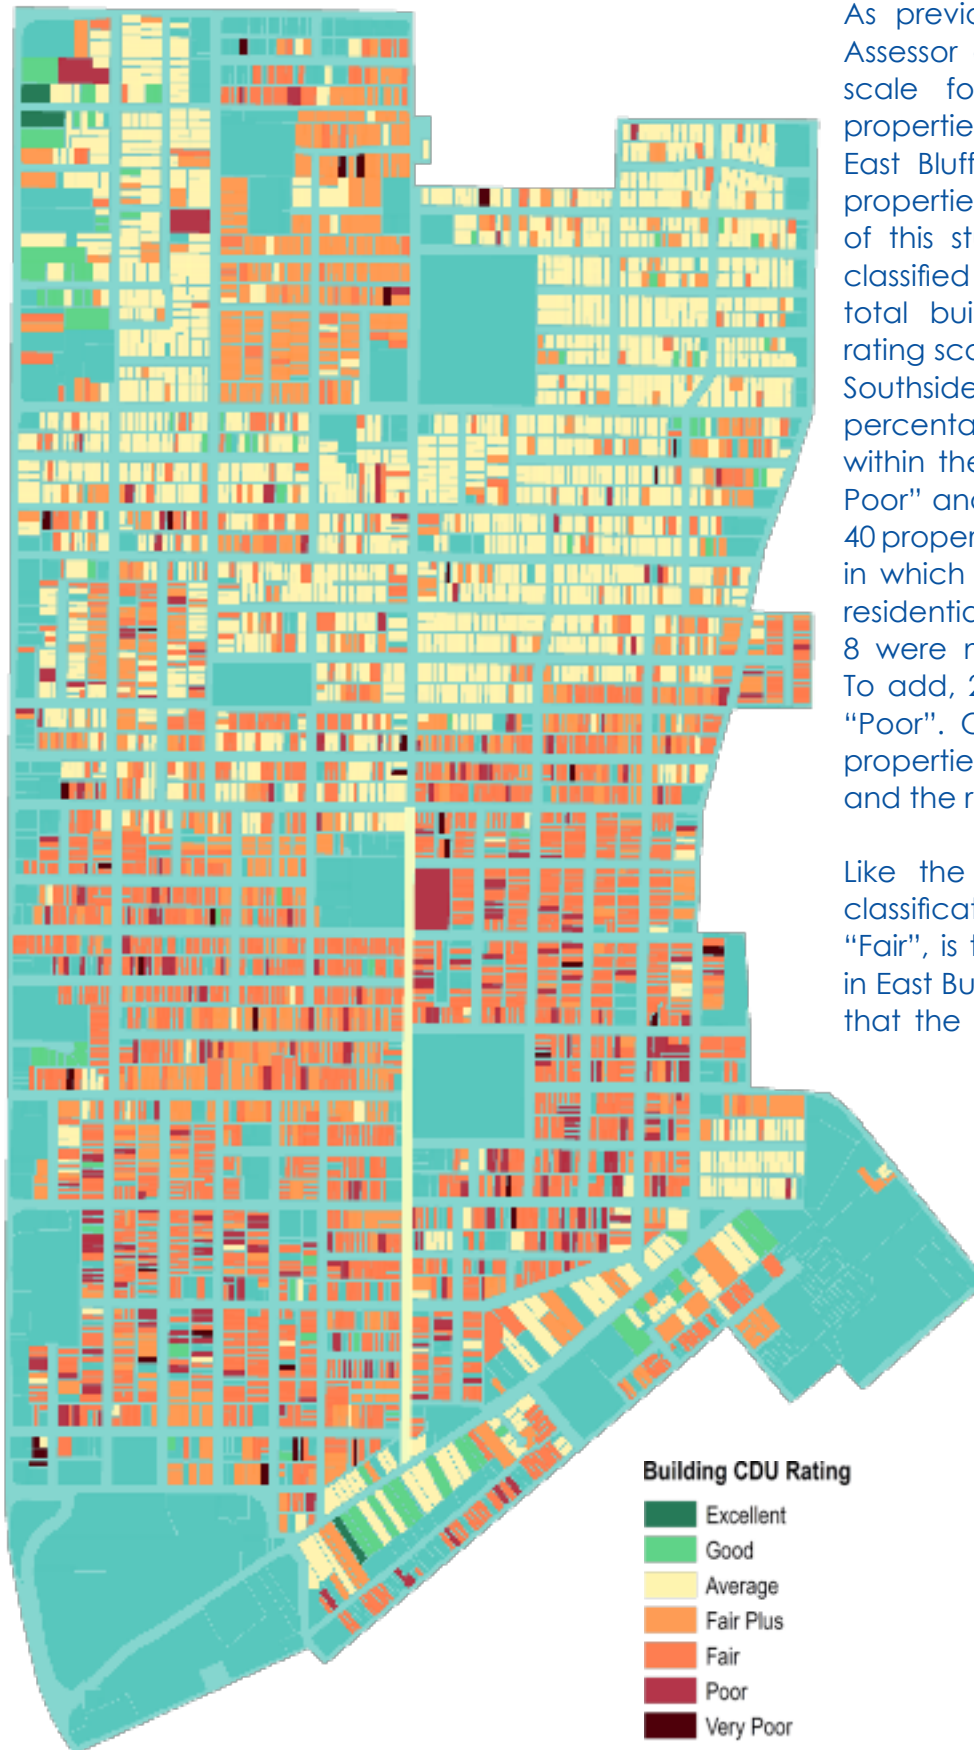 As previo
Assessor
scale fo
propertie
East Bluff
propertie
of this st
classified
total buil
rating sca
Southside
percenta
within the
Poor" and
40 proper
in which
residentia
8 were n
To add, 2
"Poor". O
propertie
and the r
Like the
classificat
"Fair", is t
in East Bu
that the
Building CDU Rating
Excellent
Good
Average
Fair Plus
Fair
Poor
Very Poor